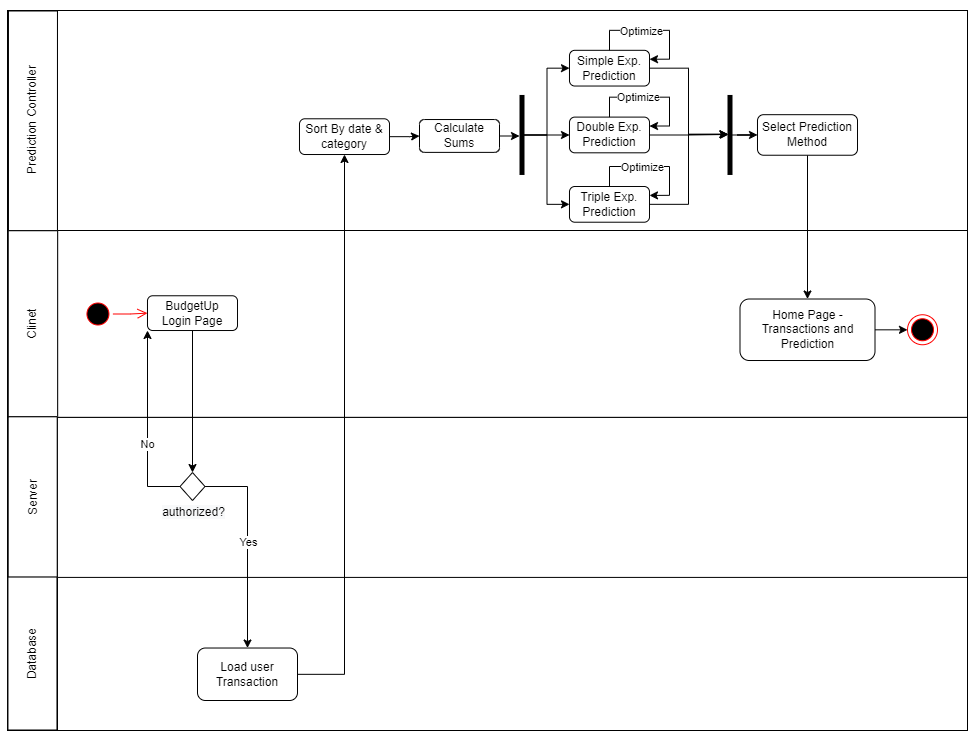 Prediction Controller
Optimize
Simple Exp.
Prediction
Optimize
Double Exp.
Prediction
Optimize
Triple Exp.
Prediction
Sort By date &
category
Calculate
Sums
Select Prediction
Method
Clinet
BudgetUp
Login Page
Home Page -
Transactions and
Prediction
Server
No
authorized?
Yes
Database
Load user
Transaction